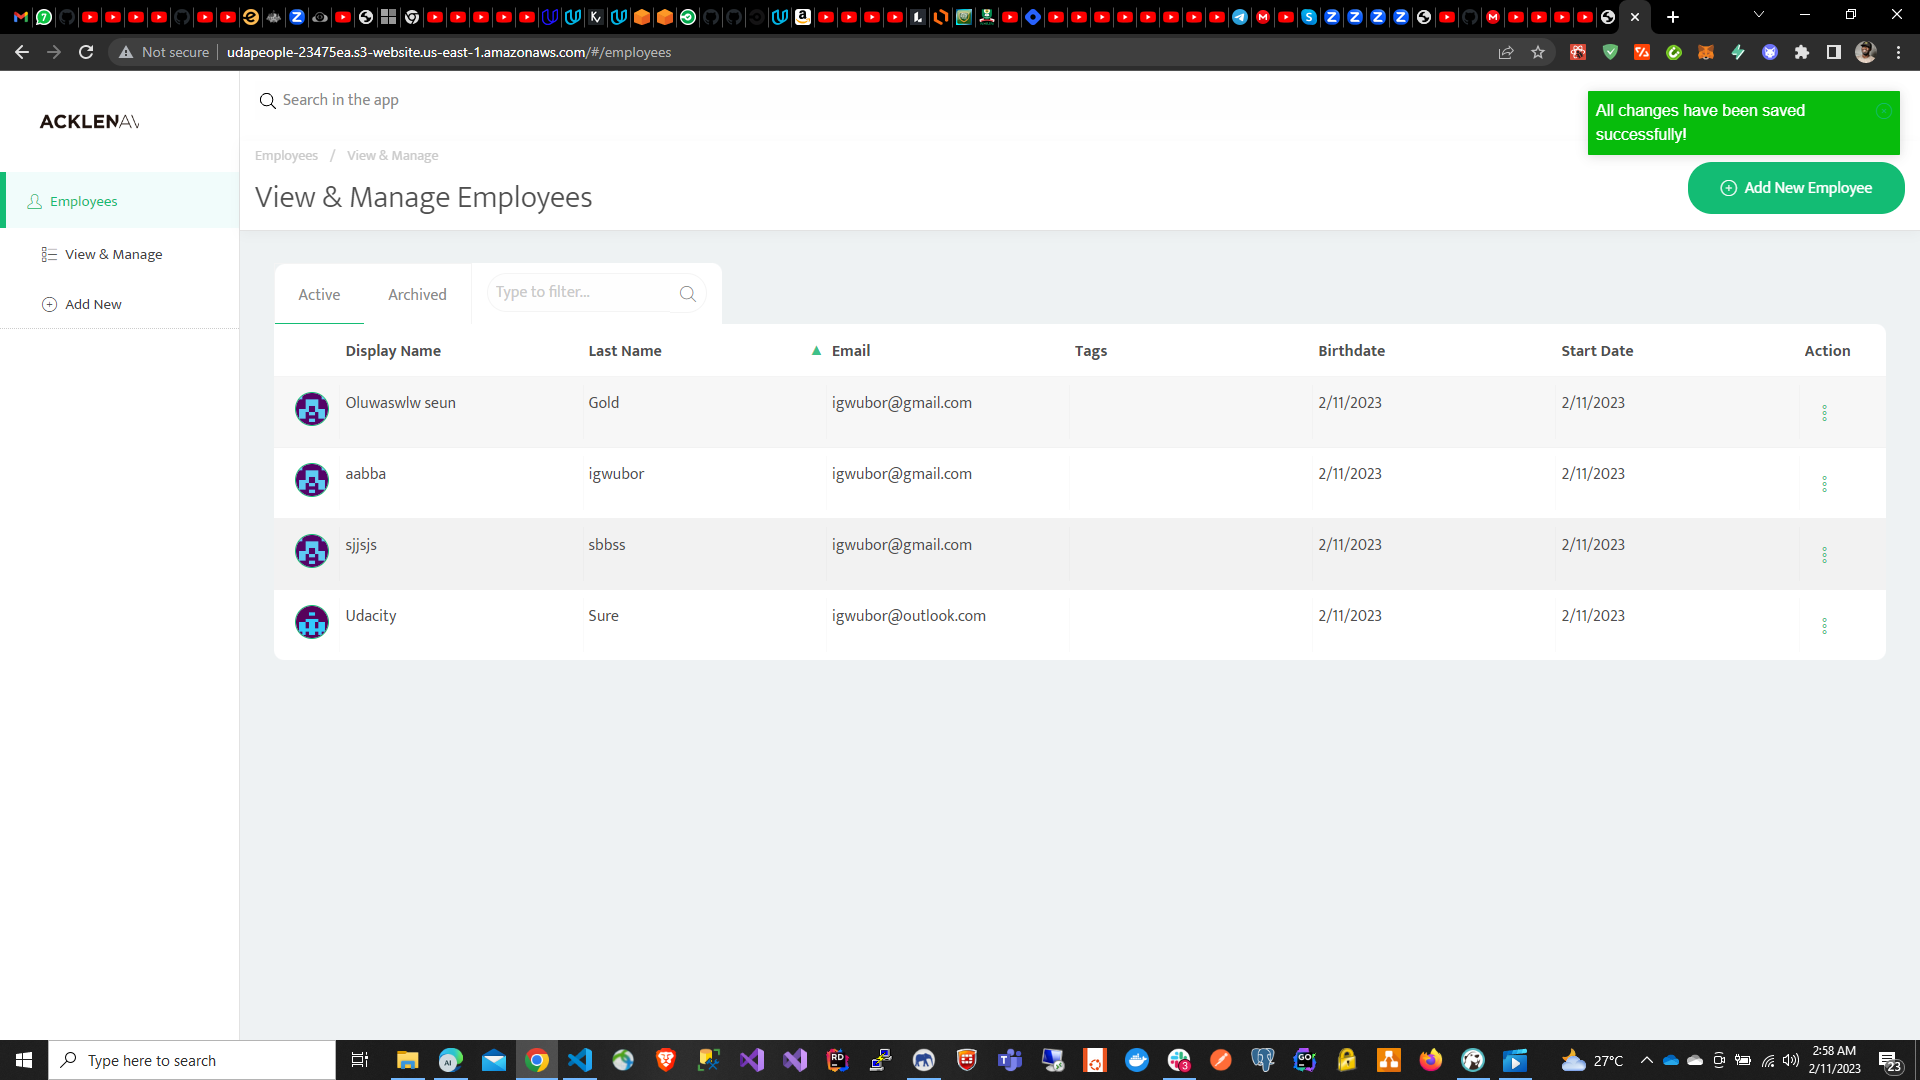 Not secure
udapeople-23475ea.s3-website.us-east-1.amazonaws.com/#/employees
ACKLENAV
Search in the app
All changes have been saved
successfully!
Employees / View & Manage
View & Manage Employees
Add New Employee
Employees
View & Manage
Add New
Active Archived Type to filter...
Display Name Last Name ▲ Email Tags Birthdate Start Date Action
Oluwaswlw seun Gold igwubor@gmail.com 2/11/2023 2/11/2023
aabba igwubor igwubor@gmail.com 2/11/2023 2/11/2023
sjjsjs sbbss igwubor@gmail.com 2/11/2023 2/11/2023
Udacity Sure igwubor@outlook.com 2/11/2023 2/11/2023
Type here to search
27°C
2:58 AM
2/11/2023
23